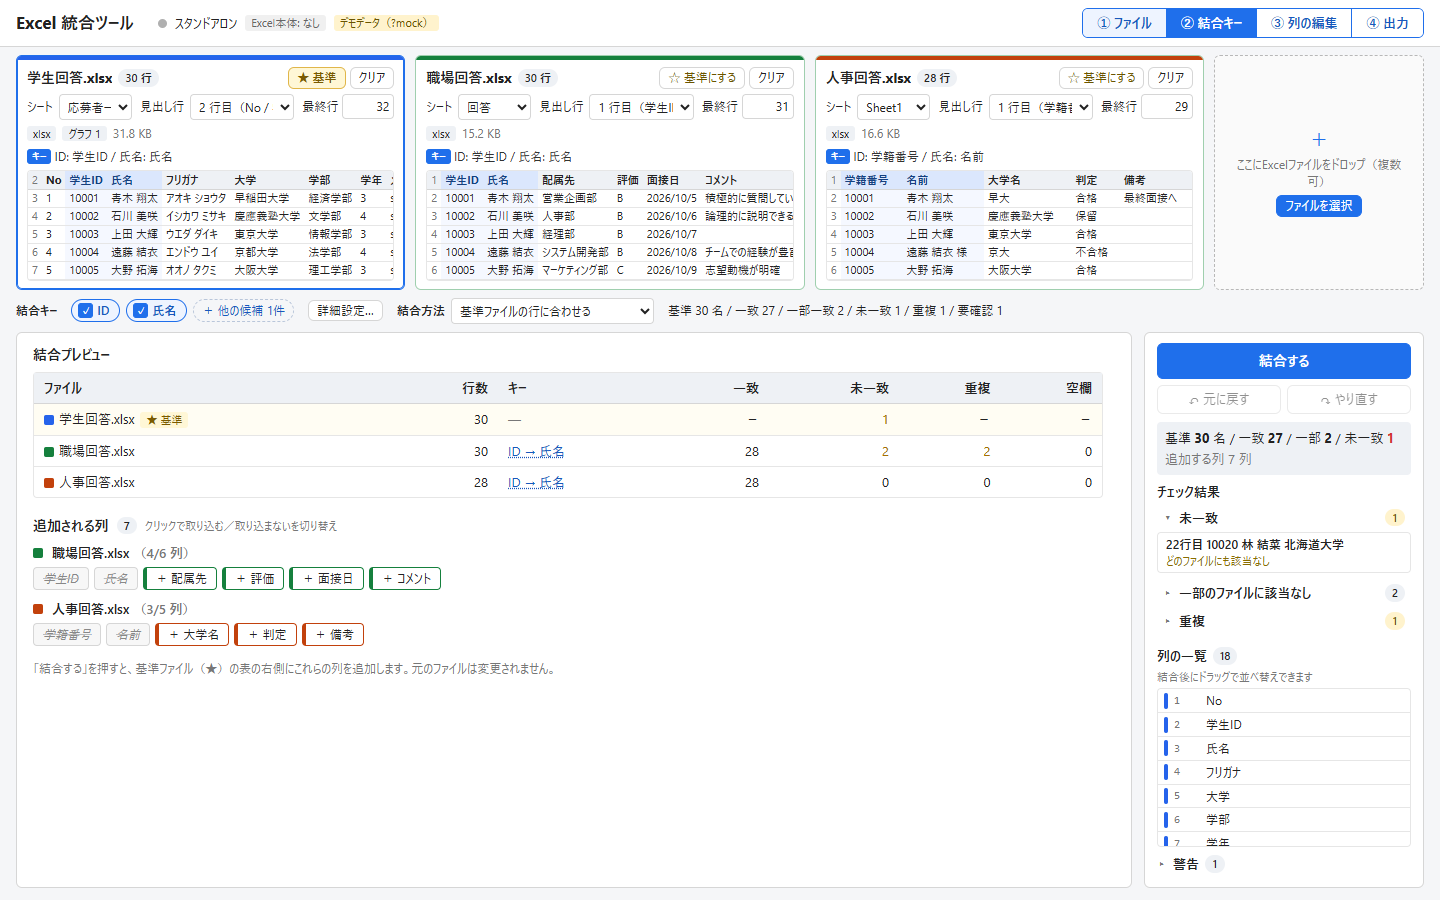 Excel 統合ツール スタンドアロン Excel本体: なし デモデータ（?mock） ① ファイル ② 結合キー ③ 列の編集 ④ 出力
学生回答.xlsx 30 行 ★ 基準 クリア
シート 応募者一 見出し行 2 行目（No / 最終行 32
xlsx グラフ 1 31.8 KB
キー ID: 学生ID / 氏名: 氏名
2 No 学生ID 氏名 フリガナ 大学 学部 学年
3 1 10001 青木 翔太 アオキ ショウタ 早稲田大学 経済学部 3
4 2 10002 石川 美咲 イシカワ ミサキ 慶應義塾大学 文学部 4
5 3 10003 上田 大輝 ウエダ ダイキ 東京大学 情報学部 3
6 4 10004 遠藤 結衣 エンドウ ユイ 京都大学 法学部 4
7 5 10005 大野 拓海 オオノ タクミ 大阪大学 理工学部 3
職場回答.xlsx 30 行 ☆ 基準にする クリア
シート 回答 見出し行 1 行目（学生II 最終行 31
xlsx 15.2 KB
キー ID: 学生ID / 氏名: 氏名
1 学生ID 氏名 配属先 評価 面接日 コメント
2 10001 青木 翔太 営業企画部 B 2026/10/5 積極的に質問してい
3 10002 石川 美咲 人事部 B 2026/10/6 論理的に説明できる
4 10003 上田 大輝 経理部 B 2026/10/7
5 10004 遠藤 結衣 システム開発部 B 2026/10/8 チームでの経験が豊富
6 10005 大野 拓海 マーケティング部 C 2026/10/9 志望動機が明確
人事回答.xlsx 28 行 ☆ 基準にする クリア
シート Sheet1 見出し行 1 行目（学籍番 最終行 29
xlsx 16.6 KB
キー ID: 学籍番号 / 氏名: 名前
1 学籍番号 名前 大学名 判定 備考
2 10001 青木 翔太 早大 合格 最終面接へ
3 10002 石川 美咲 慶應義塾大学 保留
4 10003 上田 大輝 東京大学 合格
5 10004 遠藤 結衣 様 京大 不合格
6 10005 大野 拓海 大阪大学 合格
＋
ここにExcelファイルをドロップ（複数
可）
ファイルを選択
結合キー ID 氏名 ＋ 他の候補 1件 詳細設定... 結合方法 基準ファイルの行に合わせる 基準 30 名 / 一致 27 / 一部一致 2 / 未一致 1 / 重複 1 / 要確認 1
結合プレビュー
ファイル 行数 キー 一致 未一致 重複 空欄
学生回答.xlsx ★ 基準 30 — – 1 – –
職場回答.xlsx 30 ID → 氏名 28 2 2 0
人事回答.xlsx 28 ID → 氏名 28 0 0 0
追加される列 7 クリックで取り込む／取り込まないを切り替え
職場回答.xlsx （4/6 列）
学生ID 氏名 ＋ 配属先 ＋ 評価 ＋ 面接日 ＋ コメント
人事回答.xlsx （3/5 列）
学籍番号 名前 ＋ 大学名 ＋ 判定 ＋ 備考
「結合する」を押すと、基準ファイル（★）の表の右側にこれらの列を追加します。元のファイルは変更されません。
結合する
↶ 元に戻す ↷ やり直す
基準 30 名 / 一致 27 / 一部 2 / 未一致 1
追加する列 7 列
チェック結果
未一致 1
22行目 10020 林 結菜 北海道大学
どのファイルにも該当なし
一部のファイルに該当なし 2
重複 1
列の一覧 18
結合後にドラッグで並べ替えできます
1 No
2 学生ID
3 氏名
4 フリガナ
5 大学
6 学部
7 学年
警告 1